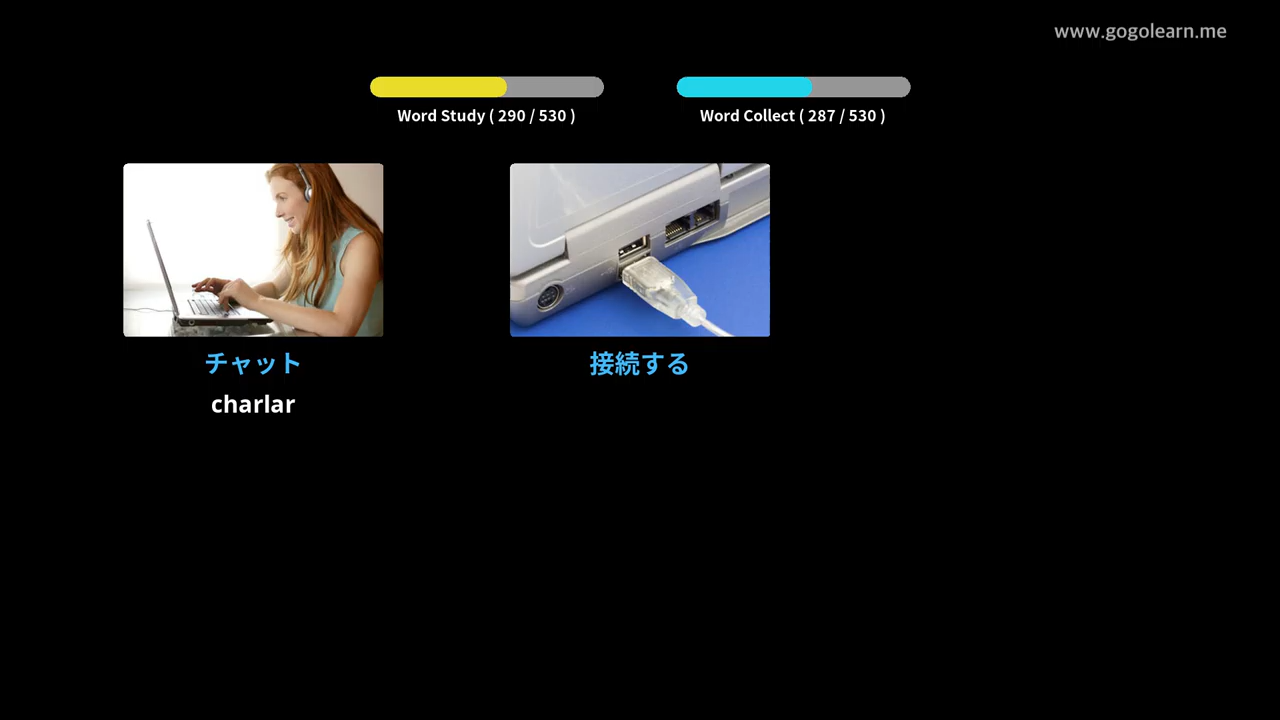 www.gogolearn.me
Word Study ( 290 / 530 )
Word Collect ( 287 / 530 )
チャット
接続する
charlar